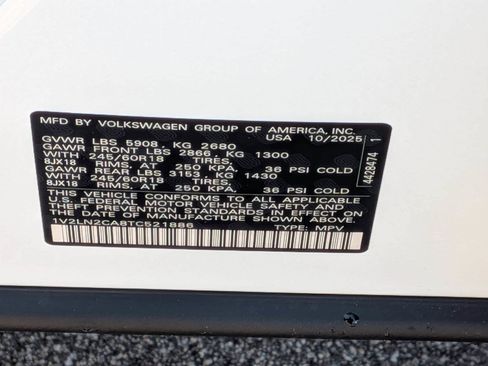 MFD BY VOLKSWAGEN GROUP OF AMERICA, INC.
USA 10/2025
GVWR LBS 5908, KG 2680
GAWR FRONT LBS 2866, KG 1300
WITH 245/60R18 TIRES,
8JX18 RIMS, AT 250 KPA, 36 PSI COLD
GAWR REAR LBS 3153, KG 1430
WITH 245/60R18 TIRES,
8JX18 RIMS, AT 250 KPA, 36 PSI COLD
THIS VEHICLE CONFORMS TO ALL APPLICABLE
U.S. FEDERAL MOTOR VEHICLE SAFETY AND
THEFT PREVENTION STANDARDS IN EFFECT ON
THE DATE OF MANUFACTURE SHOWN ABOVE.
1V2LN2CA8TC521886 TYPE: MPV
4428474 1